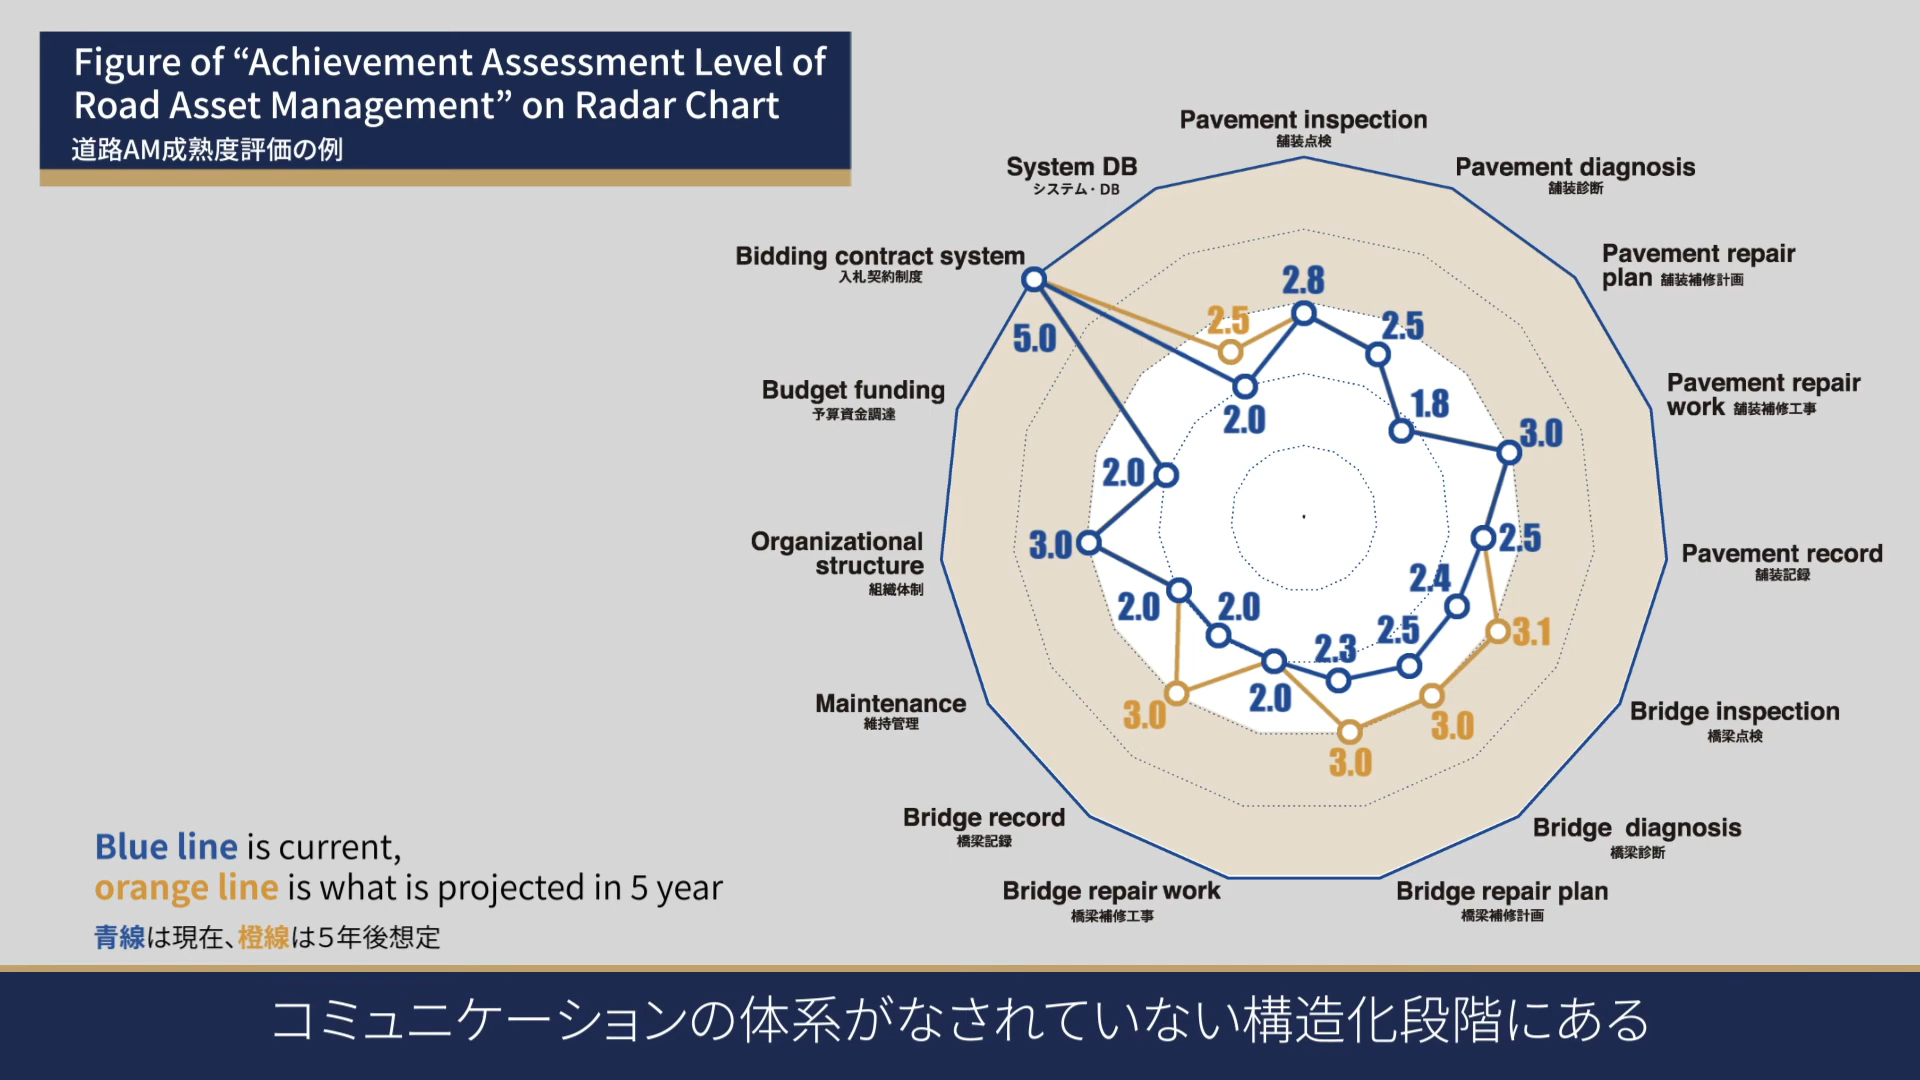 Figure of “Achievement Assessment Level of
Road Asset Management” on Radar Chart
道路AM成熟度評価の例
Pavement inspection
舗装点検
System DB
システム・DB
Pavement diagnosis
舗装診断
Bidding contract system
入札契約制度
Pavement repair
plan 舗装補修計画
2.8
2.5
2.5
5.0
Budget funding
予算資金調達
Pavement repair
work 舗装補修工事
1.8
2.0
3.0
2.0
Organizational
structure
組織体制
3.0
2.5
Pavement record
舗装記録
2.4
2.0
2.0
2.5
3.1
2.3
2.0
3.0
3.0
3.0
Maintenance
維持管理
Bridge inspection
橋梁点検
Bridge record
橋梁記録
Bridge diagnosis
橋梁診断
Bridge repair work
橋梁補修工事
Bridge repair plan
橋梁補修計画
Blue line is current,
orange line is what is projected in 5 year
青線は現在、橙線は5年後想定
コミュニケーションの体系がなされていない構造化段階にある